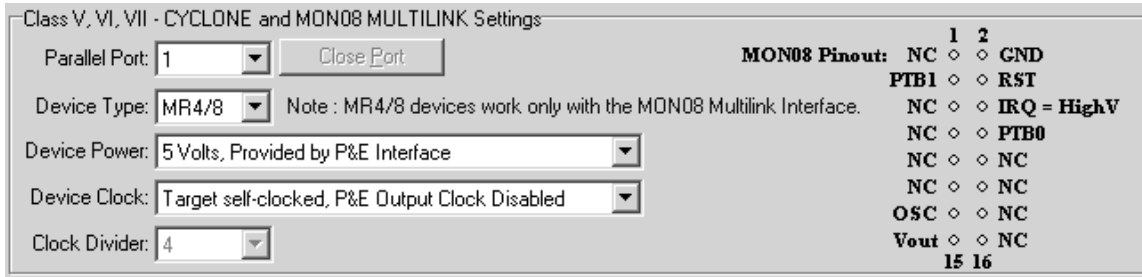 Class V, VI, VII - CYCLONE and MON08 MULTILINK Settings
Parallel Port: 1 Close Port
Device Type: MR4/8 Note : MR4/8 devices work only with the MON08 Multilink Interface.
Device Power: 5 Volts, Provided by P&E Interface
Device Clock: Target self-clocked, P&E Output Clock Disabled
Clock Divider: 4
1 2
MON08 Pinout: NC GND
PTB1 RST
NC IRQ = HighV
NC PTB0
NC NC
NC NC
OSC NC
Vout NC
15 16